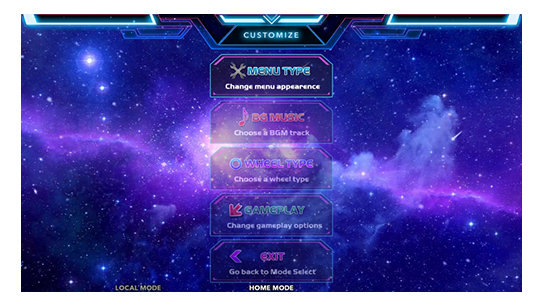 CUSTOMIZE
MENU TYPE
Change menu appearence
BG MUSIC
Choose a BGM track
WHEEL TYPE
Choose a wheel type
GAMEPLAY
Change gameplay options
EXIT
Go back to Mode Select
LOCAL MODE HOME MODE